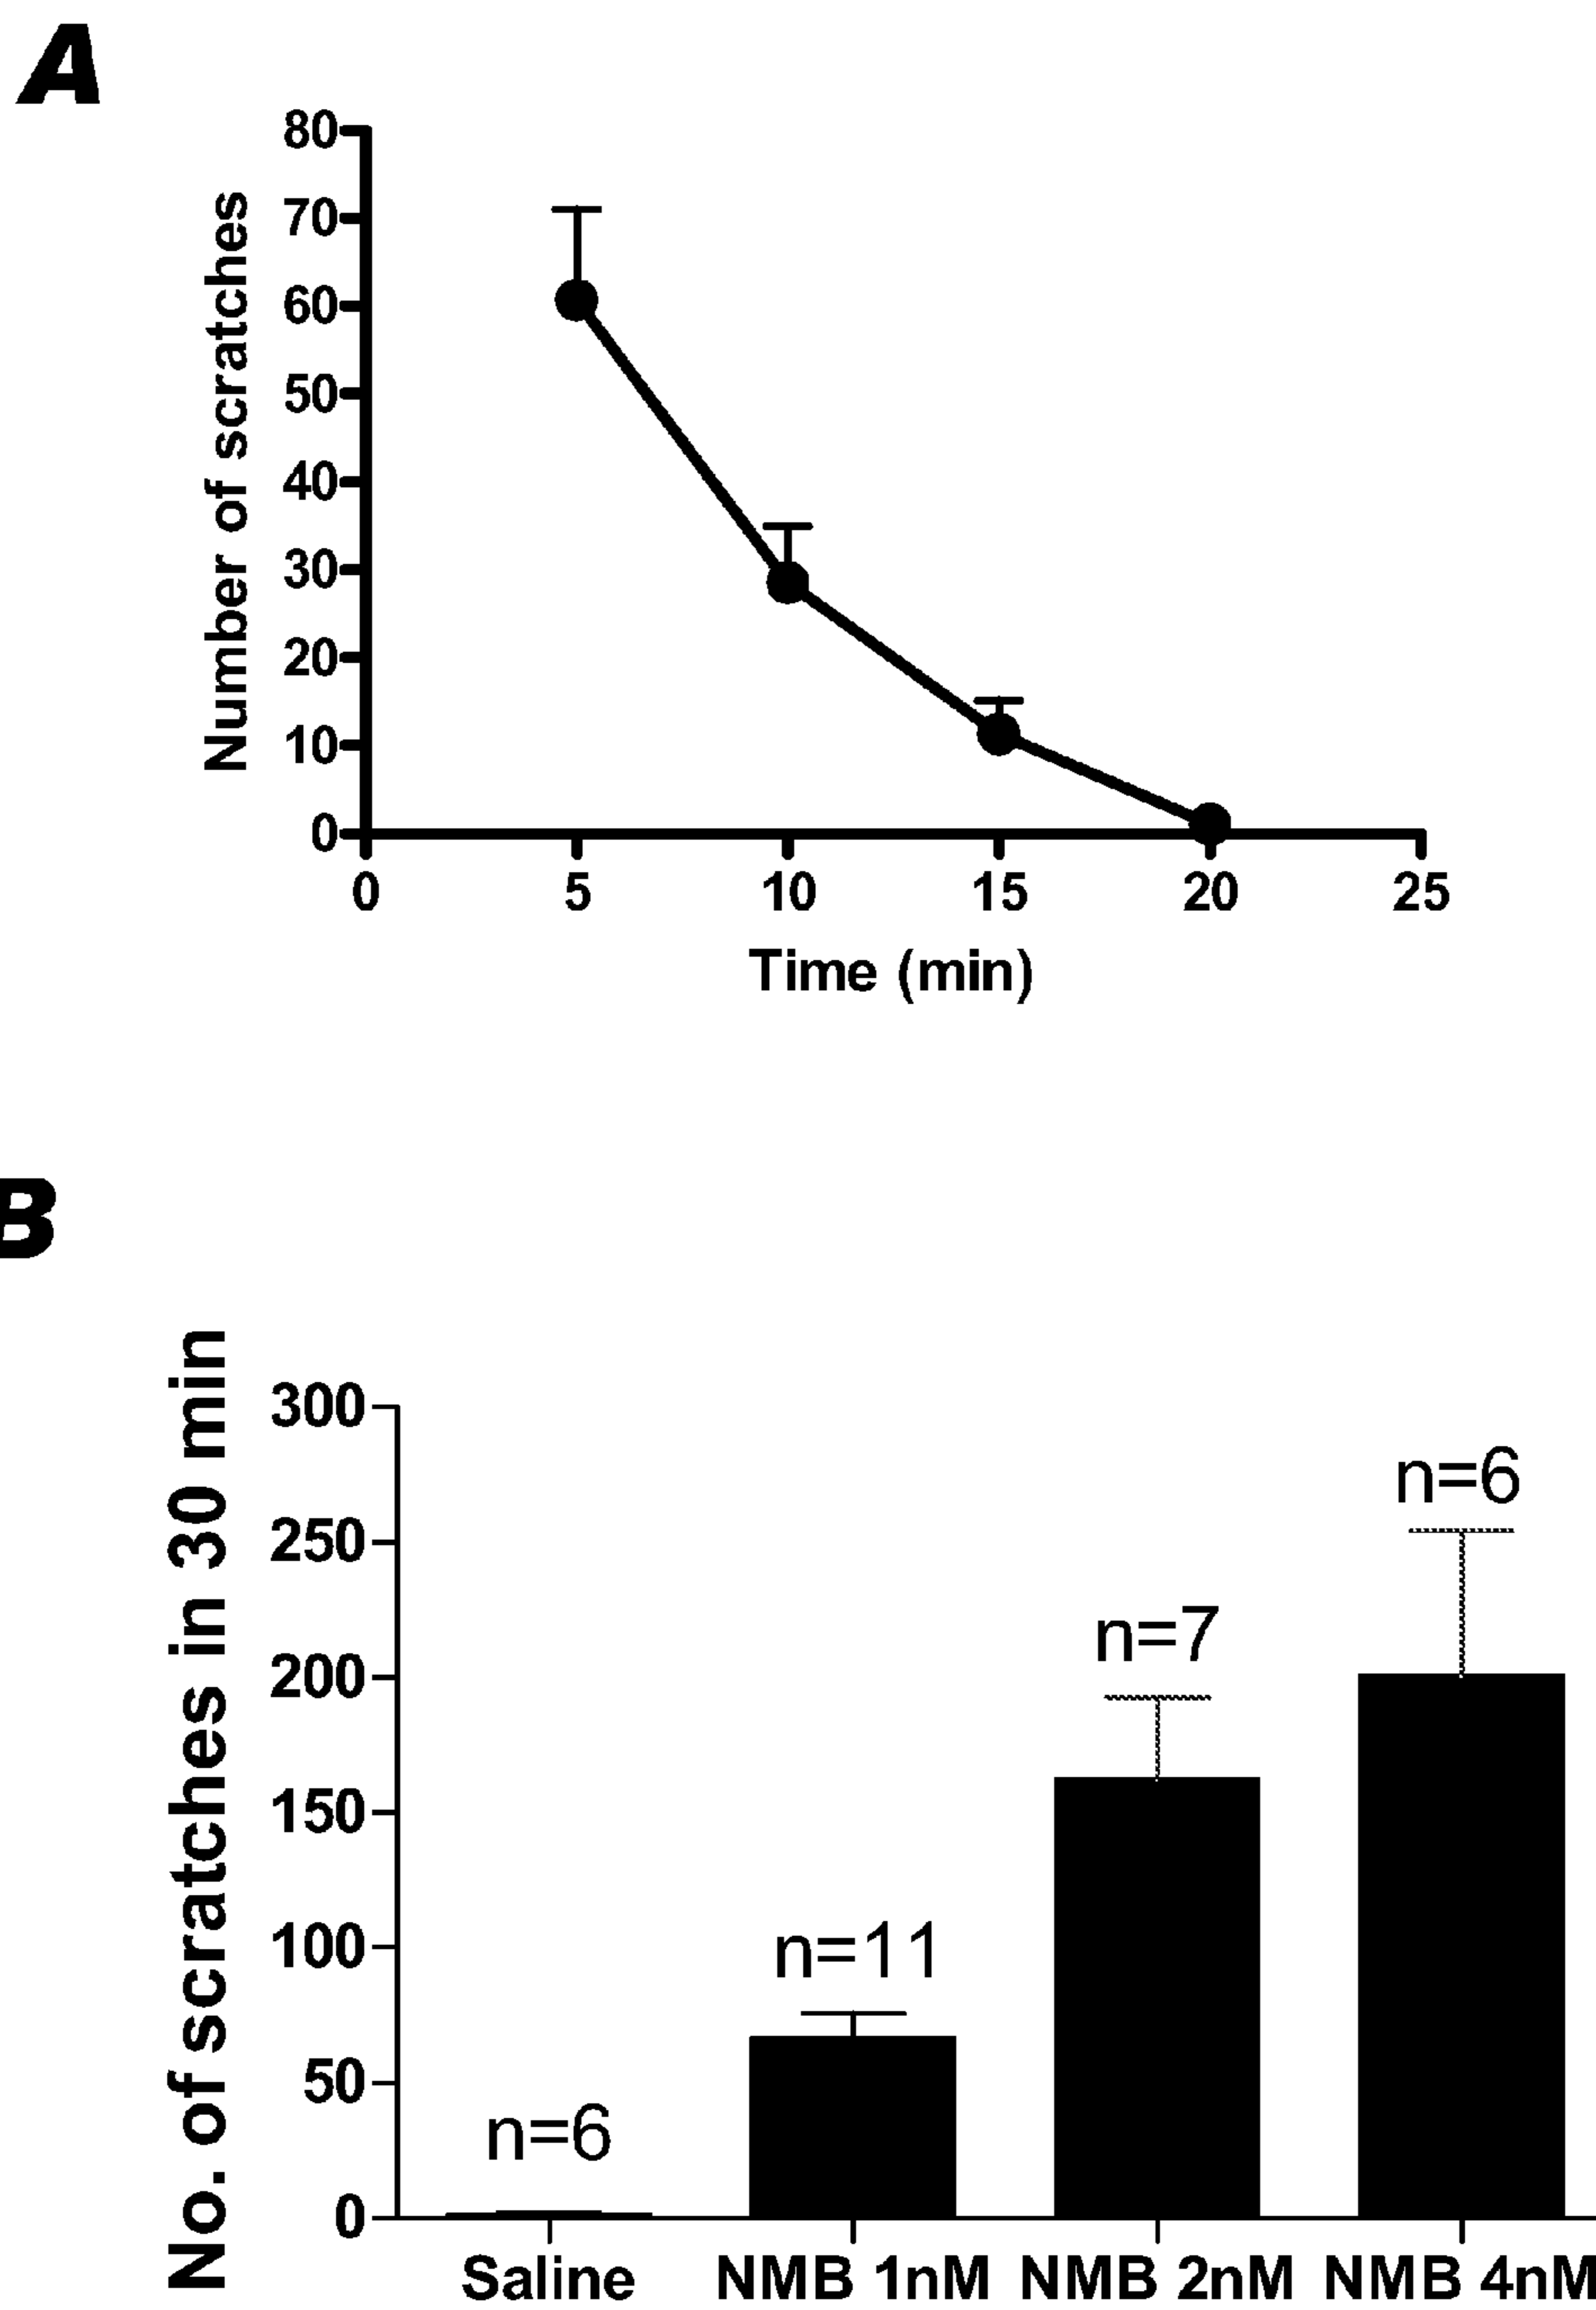 A
80
70
60
50
40
30
20
10
0
Number of scratches
0 5 10 15 20 25
Time (min)
B
300
250
200
150
100
50
0
No. of scratches in 30 min
n=6
n=11
n=7
n=6
Saline NMB 1nM NMB 2nM NMB 4nM